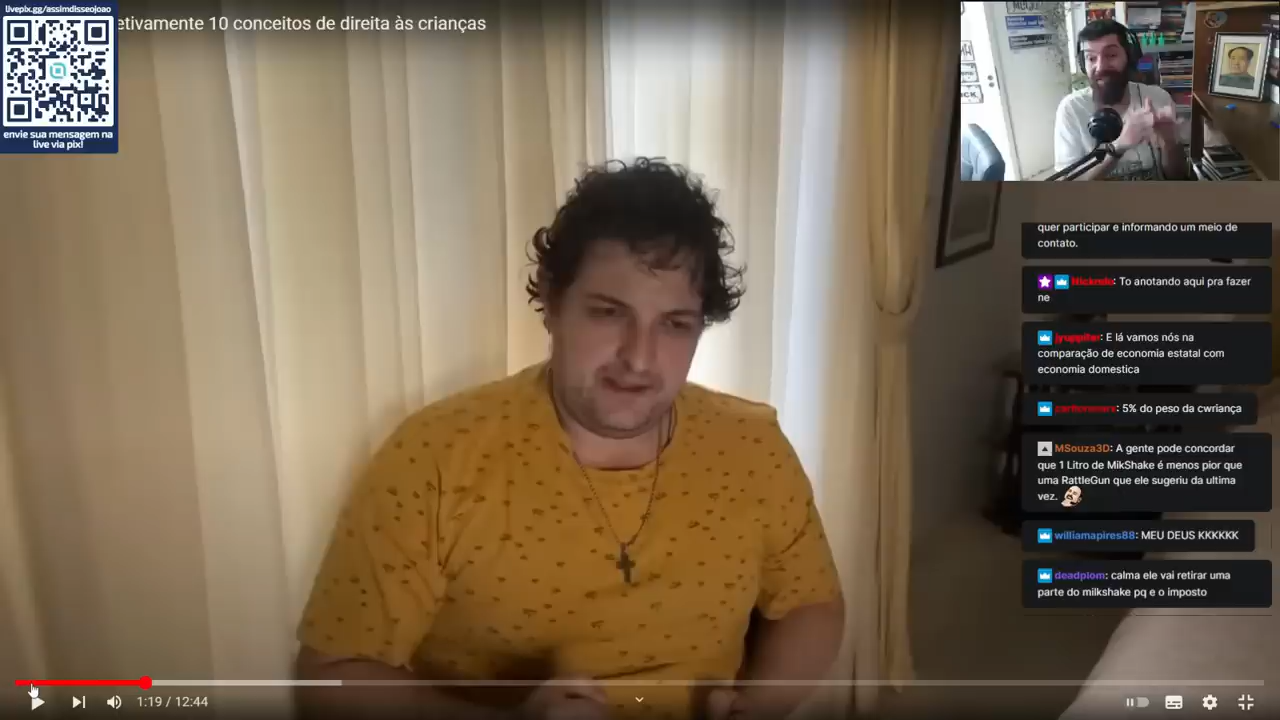 livepix.gg/assimdisseojoao
etivamente 10 conceitos de direita às crianças
envie sua mensagem na
live via pix!
quer participar e informando um meio de
contato.
: To anotando aqui pra fazer
ne
jyuppiter: E lá vamos nós na
comparação de economia estatal com
economia domestica
: 5% do peso da cwriança
MSouza3D: A gente pode concordar
que 1 Litro de MikShake é menos pior que
uma RattleGun que ele sugeriu da ultima
vez.
williamapires88: MEU DEUS KKKKKK
deadplom: calma ele vai retirar uma
parte do milkshake pq e o imposto
1:19 / 12:44